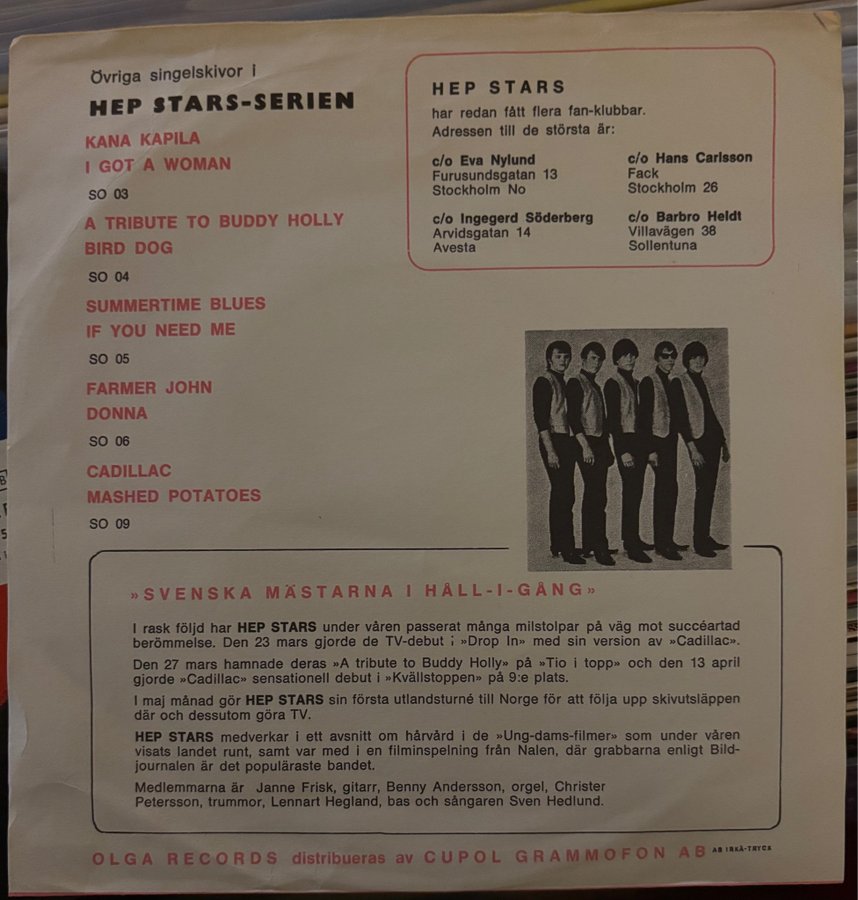 Övriga singelskivor i
HEP STARS-SERIEN
KANA KAPILA
I GOT A WOMAN
SO 03
A TRIBUTE TO BUDDY HOLLY
BIRD DOG
SO 04
SUMMERTIME BLUES
IF YOU NEED ME
SO 05
FARMER JOHN
DONNA
SO 06
CADILLAC
MASHED POTATOES
SO 09
HEP STARS
har redan fått flera fan-klubbar.
Adressen till de största är:
c/o Eva Nylund
Furusundsgatan 13
Stockholm No
c/o Hans Carlsson
Fack
Stockholm 26
c/o Ingegerd Söderberg
Arvidsgatan 14
Avesta
c/o Barbro Heldt
Villavägen 38
Sollentuna
»SVENSKA MÄSTARNA I HÅLL-I-GÅNG»
I rask följd har HEP STARS under våren passerat många milstolpar på väg mot succéartad
berömmelse. Den 23 mars gjorde de TV-debut i »Drop In» med sin version av »Cadillac».
Den 27 mars hamnade deras »A tribute to Buddy Holly» på »Tio i topp» och den 13 april
gjorde »Cadillac» sensationell debut i »Kvällstoppen» på 9:e plats.
I maj månad gör HEP STARS sin första utlandsturné till Norge för att följa upp skivutsläppen
där och dessutom göra TV.
HEP STARS medverkar i ett avsnitt om hårvård i de »Ung-dams-filmer» som under våren
visats landet runt, samt var med i en filminspelning från Nalen, där grabbarna enligt Bild-
journalen är det populäraste bandet.
Medlemmarna är Janne Frisk, gitarr, Benny Andersson, orgel, Christer
Petersson, trummor, Lennart Hegland, bas och sångaren Sven Hedlund.
OLGA RECORDS distribueras av CUPOL GRAMMOFON AB AB IRKÅ-TRYCK